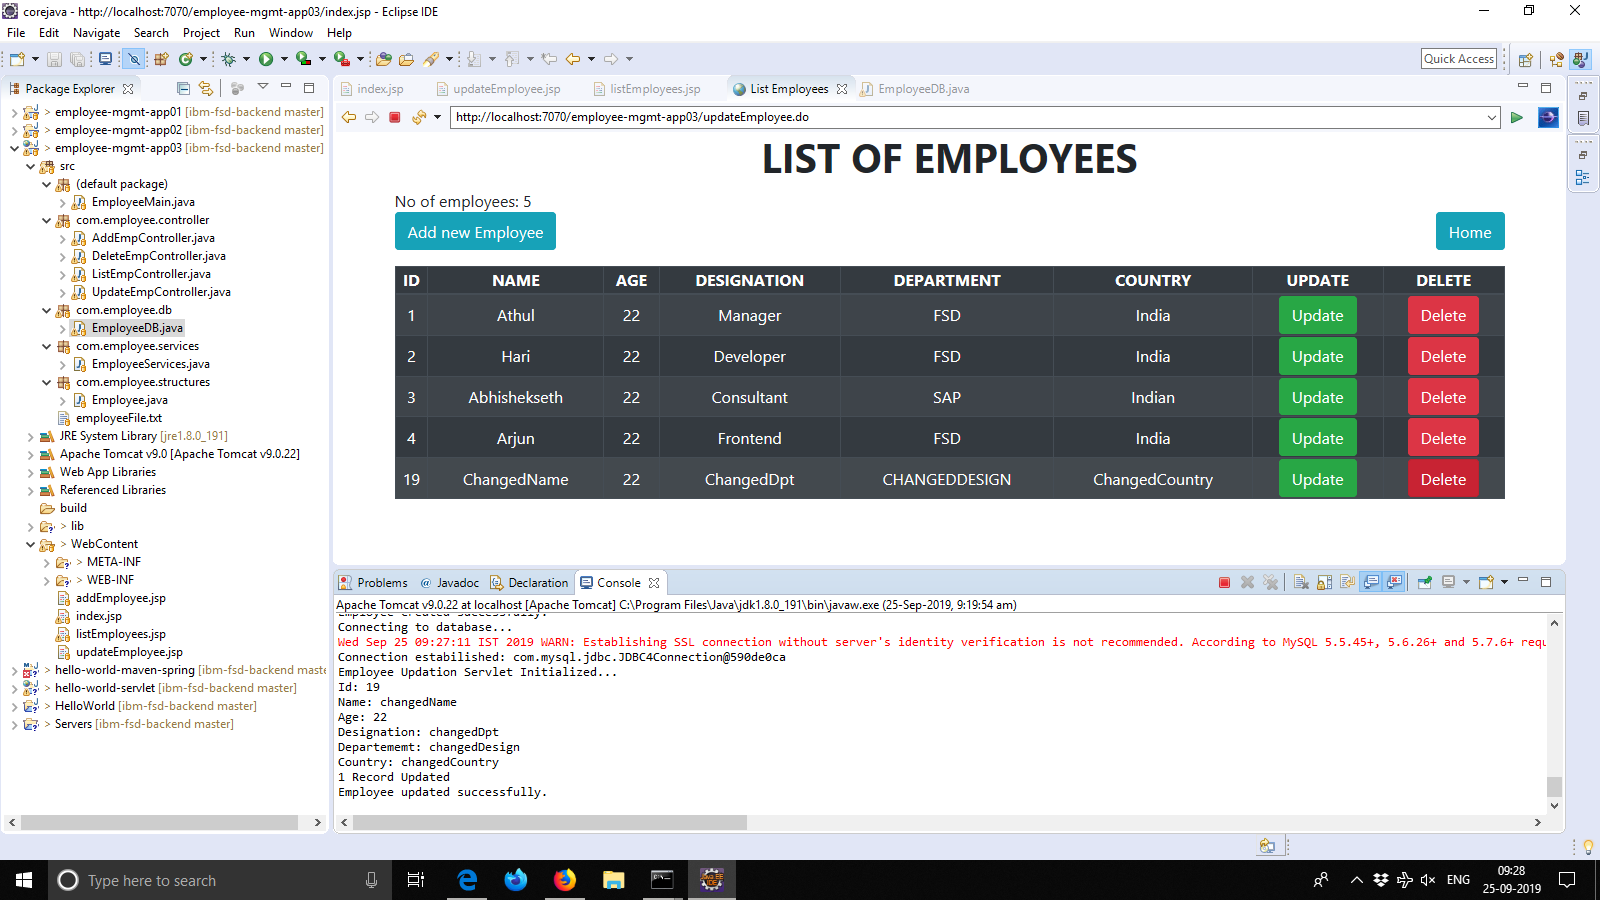 corejava - http://localhost:7070/employee-mgmt-app03/index.jsp - Eclipse IDE
File Edit Navigate Search Project Run Window Help
Quick Access
Package Explorer
> employee-mgmt-app01 [ibm-fsd-backend master]
> employee-mgmt-app02 [ibm-fsd-backend master]
> employee-mgmt-app03 [ibm-fsd-backend master]
src
(default package)
EmployeeMain.java
com.employee.controller
AddEmpController.java
DeleteEmpController.java
ListEmpController.java
UpdateEmpController.java
com.employee.db
EmployeeDB.java
com.employee.services
EmployeeServices.java
com.employee.structures
Employee.java
employeeFile.txt
JRE System Library [jre1.8.0_191]
Apache Tomcat v9.0 [Apache Tomcat v9.0.22]
Web App Libraries
Referenced Libraries
build
> lib
> WebContent
> META-INF
> WEB-INF
addEmployee.jsp
index.jsp
listEmployees.jsp
updateEmployee.jsp
> hello-world-maven-spring [ibm-fsd-backend maste
> hello-world-servlet [ibm-fsd-backend master]
> HelloWorld [ibm-fsd-backend master]
> Servers [ibm-fsd-backend master]
index.jsp updateEmployee.jsp listEmployees.jsp List Employees EmployeeDB.java
http://localhost:7070/employee-mgmt-app03/updateEmployee.do
LIST OF EMPLOYEES
No of employees: 5
Add new Employee Home
ID NAME AGE DESIGNATION DEPARTMENT COUNTRY UPDATE DELETE
1 Athul 22 Manager FSD India Update Delete
2 Hari 22 Developer FSD India Update Delete
3 Abhishekseth 22 Consultant SAP Indian Update Delete
4 Arjun 22 Frontend FSD India Update Delete
19 ChangedName 22 ChangedDpt CHANGEDDESIGN ChangedCountry Update Delete
Problems Javadoc Declaration Console
Apache Tomcat v9.0.22 at localhost [Apache Tomcat] C:\Program Files\Java\jdk1.8.0_191\bin\javaw.exe (25-Sep-2019, 9:19:54 am)
Employee created successfully.
Connecting to database...
Wed Sep 25 09:27:11 IST 2019 WARN: Establishing SSL connection without server's identity verification is not recommended. According to MySQL 5.5.45+, 5.6.26+ and 5.7.6+ requ
Connection estabilished: com.mysql.jdbc.JDBC4Connection@590de0ca
Employee Updation Servlet Initialized...
Id: 19
Name: changedName
Age: 22
Designation: changedDpt
Departememt: changedDesign
Country: changedCountry
1 Record Updated
Employee updated successfully.
Type here to search
ENG
09:28
25-09-2019